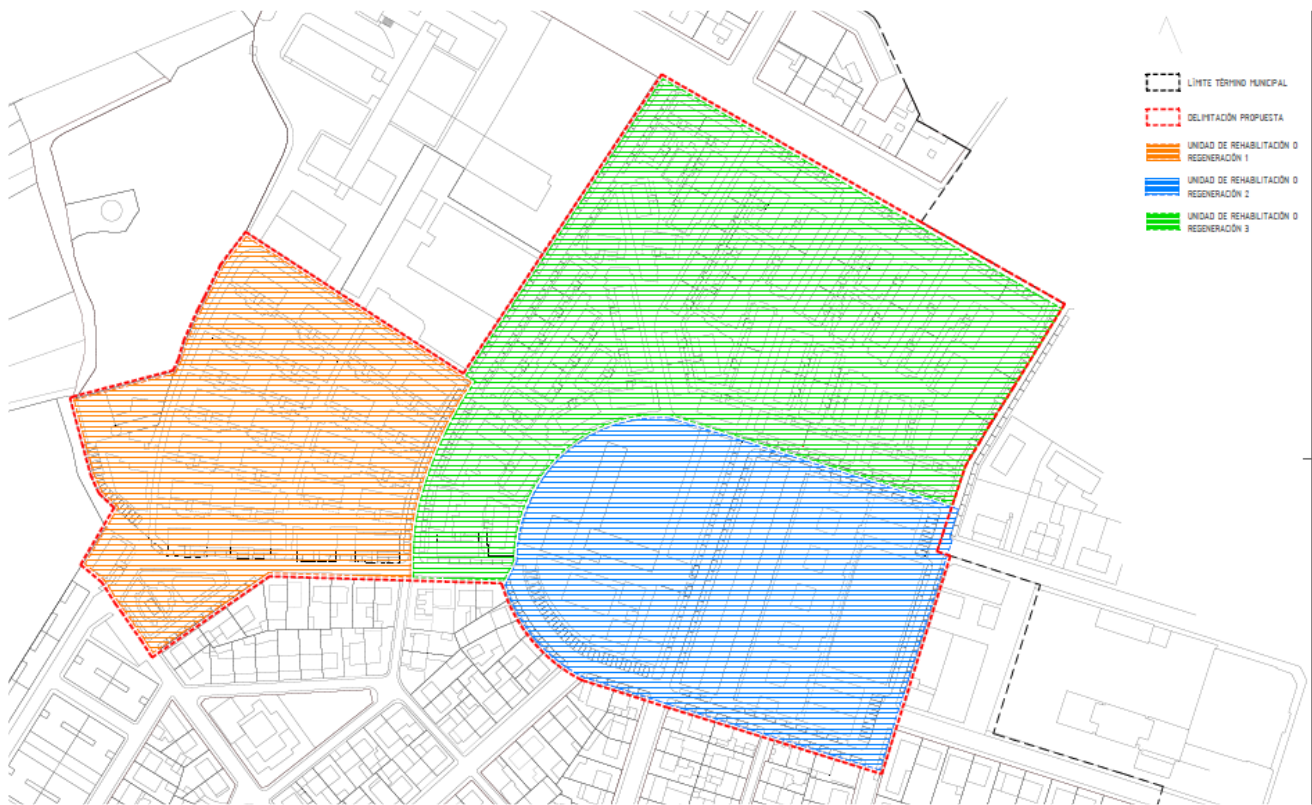 LÍMITE TÉRMINO MUNICIPAL
DELIMITACIÓN PROPUESTA
UNIDAD DE REHABILITACIÓN O
REGENERACIÓN 1
UNIDAD DE REHABILITACIÓN O
REGENERACIÓN 2
UNIDAD DE REHABILITACIÓN O
REGENERACIÓN 3